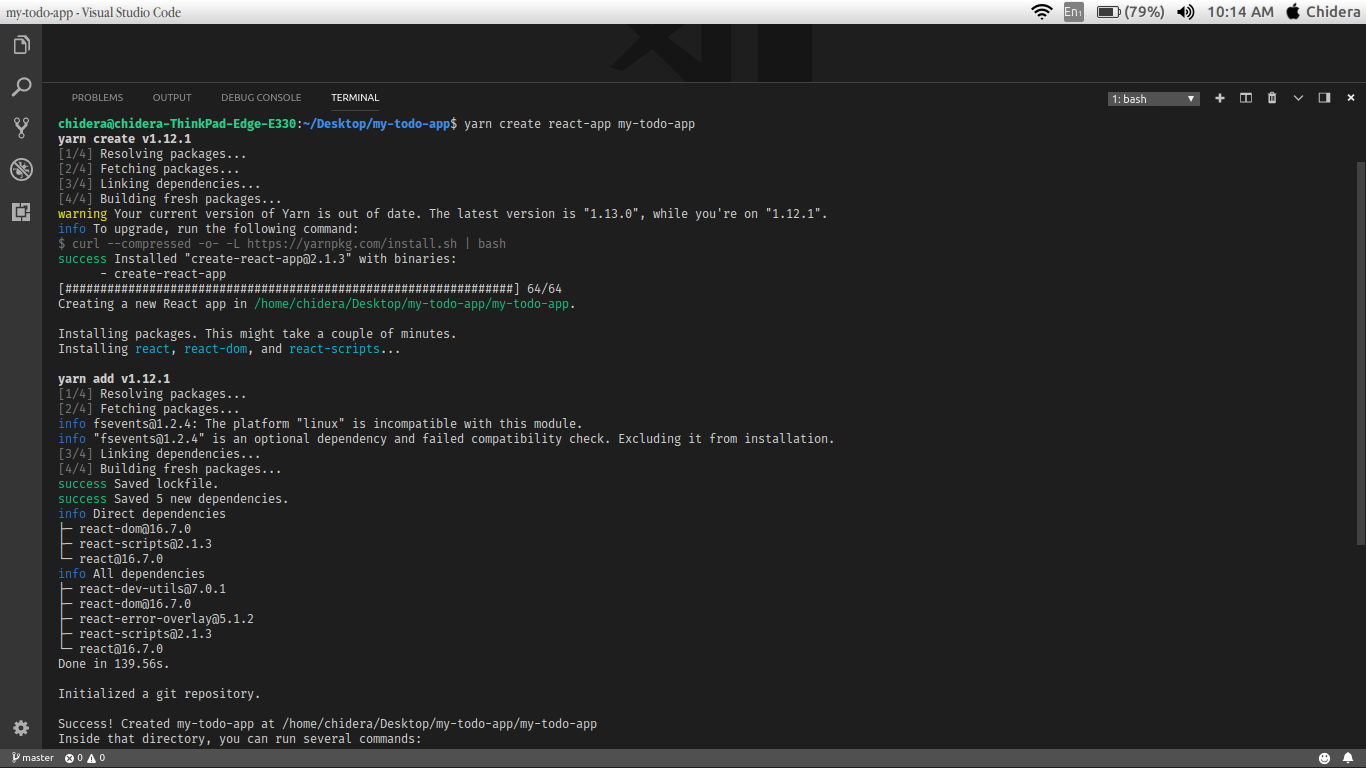 my-todo-app - Visual Studio Code
En1 (79%) 10:14 AM Chidera
PROBLEMS OUTPUT DEBUG CONSOLE TERMINAL 1: bash
chidera@chidera-ThinkPad-Edge-E330:~/Desktop/my-todo-app$ yarn create react-app my-todo-app
yarn create v1.12.1
[1/4] Resolving packages...
[2/4] Fetching packages...
[3/4] Linking dependencies...
[4/4] Building fresh packages...
warning Your current version of Yarn is out of date. The latest version is "1.13.0", while you're on "1.12.1".
info To upgrade, run the following command:
$ curl --compressed -o- -L https://yarnpkg.com/install.sh | bash
success Installed "create-react-app@2.1.3" with binaries:
- create-react-app
[################################################################] 64/64
Creating a new React app in /home/chidera/Desktop/my-todo-app/my-todo-app.
Installing packages. This might take a couple of minutes.
Installing react, react-dom, and react-scripts...
yarn add v1.12.1
[1/4] Resolving packages...
[2/4] Fetching packages...
info fsevents@1.2.4: The platform "linux" is incompatible with this module.
info "fsevents@1.2.4" is an optional dependency and failed compatibility check. Excluding it from installation.
[3/4] Linking dependencies...
[4/4] Building fresh packages...
success Saved lockfile.
success Saved 5 new dependencies.
info Direct dependencies
├─ react-dom@16.7.0
├─ react-scripts@2.1.3
└─ react@16.7.0
info All dependencies
├─ react-dev-utils@7.0.1
├─ react-dom@16.7.0
├─ react-error-overlay@5.1.2
├─ react-scripts@2.1.3
└─ react@16.7.0
Done in 139.56s.
Initialized a git repository.
Success! Created my-todo-app at /home/chidera/Desktop/my-todo-app/my-todo-app
Inside that directory, you can run several commands:
master 0 0